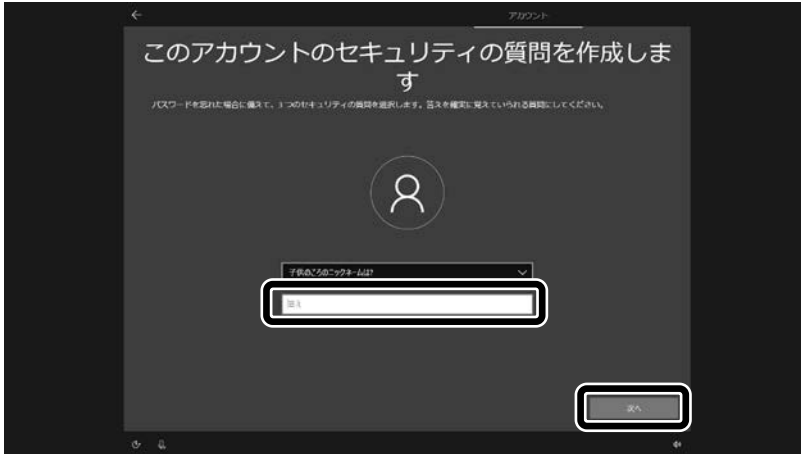 アカウント
このアカウントのセキュリティの質問を作成しま
す
パスワードを忘れた場合に備えて、3 つのセキュリティの質問を選択します。答えを確実に覚えていられる質問にしてください。
子供のころのニックネームは?
答え
次へ